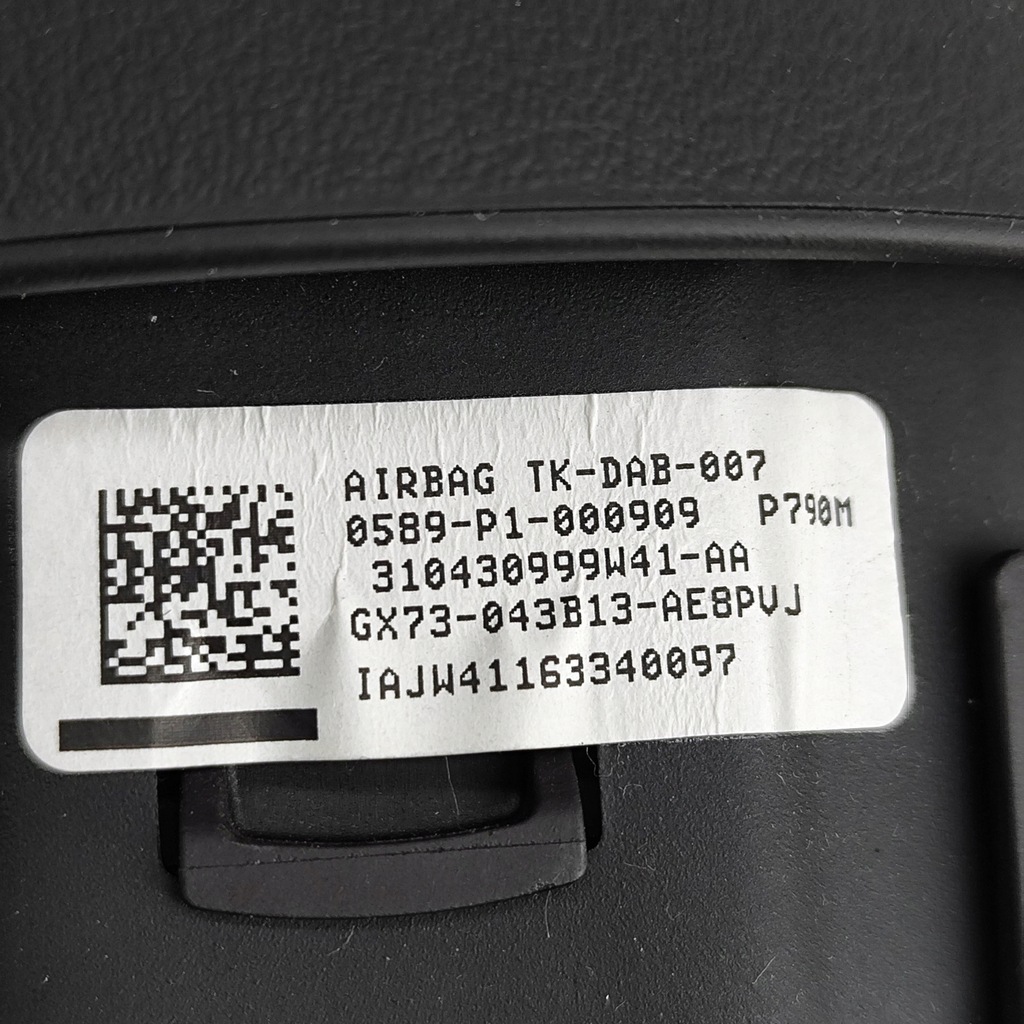 AIRBAG TK-DAB-007
0589-P1-000909 P790M
310430999W41-AA
GX73-043B13-AE8PVJ
IAJW41163340097